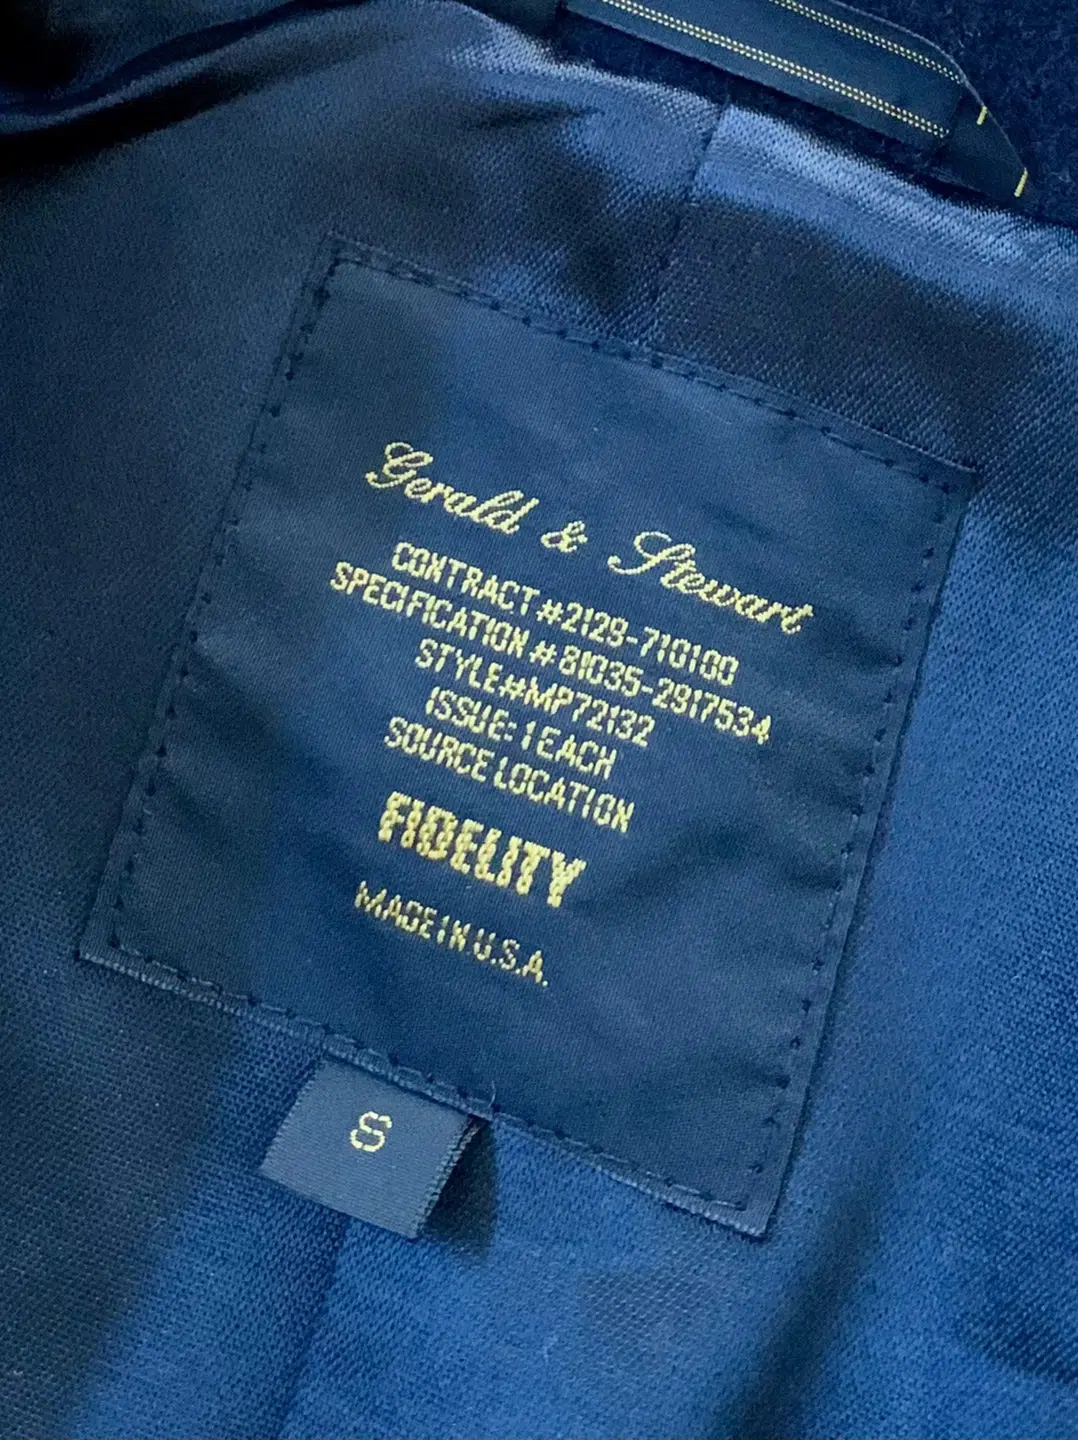 Gerald & Stewart
CONTRACT #2129-710100
SPECIFICATION #81035-2917534
STYLE#MP72132
ISSUE: 1 EACH
SOURCE LOCATION
FIDELITY
MADE IN U.S.A.
S